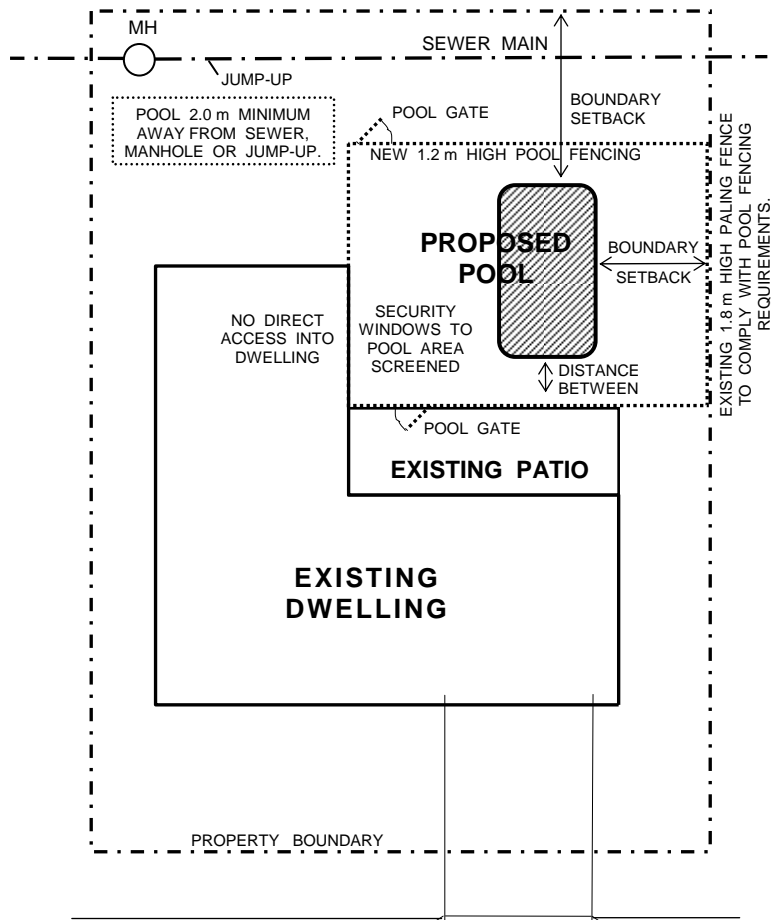 MH
SEWER MAIN
JUMP-UP
POOL 2.0 m MINIMUM
AWAY FROM SEWER,
MANHOLE OR JUMP-UP.
BOUNDARY
SETBACK
POOL GATE
NEW 1.2 m HIGH POOL FENCING
EXISTING 1.8 m HIGH PALING FENCE
TO COMPLY WITH POOL FENCING
REQUIREMENTS.
PROPOSED
POOL
BOUNDARY
SETBACK
NO DIRECT
ACCESS INTO
DWELLING
SECURITY
WINDOWS TO
POOL AREA
SCREENED
DISTANCE
BETWEEN
POOL GATE
EXISTING PATIO
EXISTING
DWELLING
PROPERTY BOUNDARY